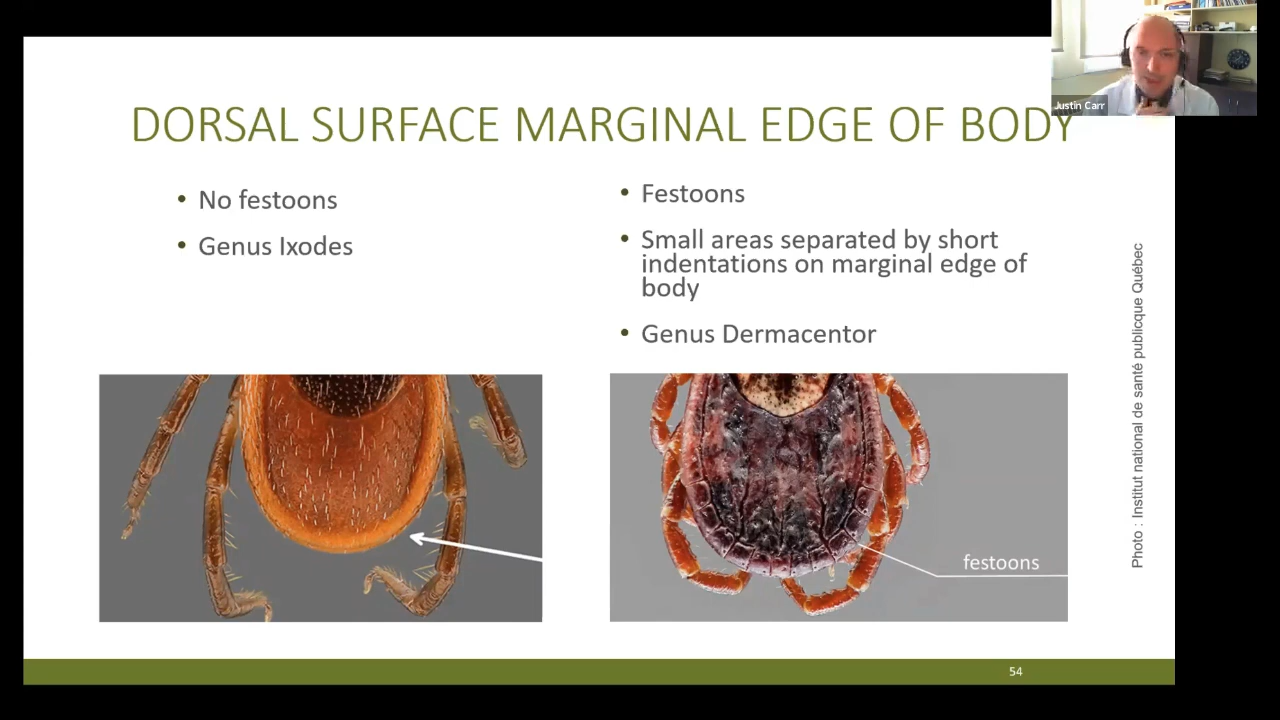 Justin Carr
DORSAL SURFACE MARGINAL EDGE OF BODY
• No festoons
• Genus Ixodes
• Festoons
• Small areas separated by short
indentations on marginal edge of
body
• Genus Dermacentor
festoons
Photo : Institut national de santé publicque Québec
54